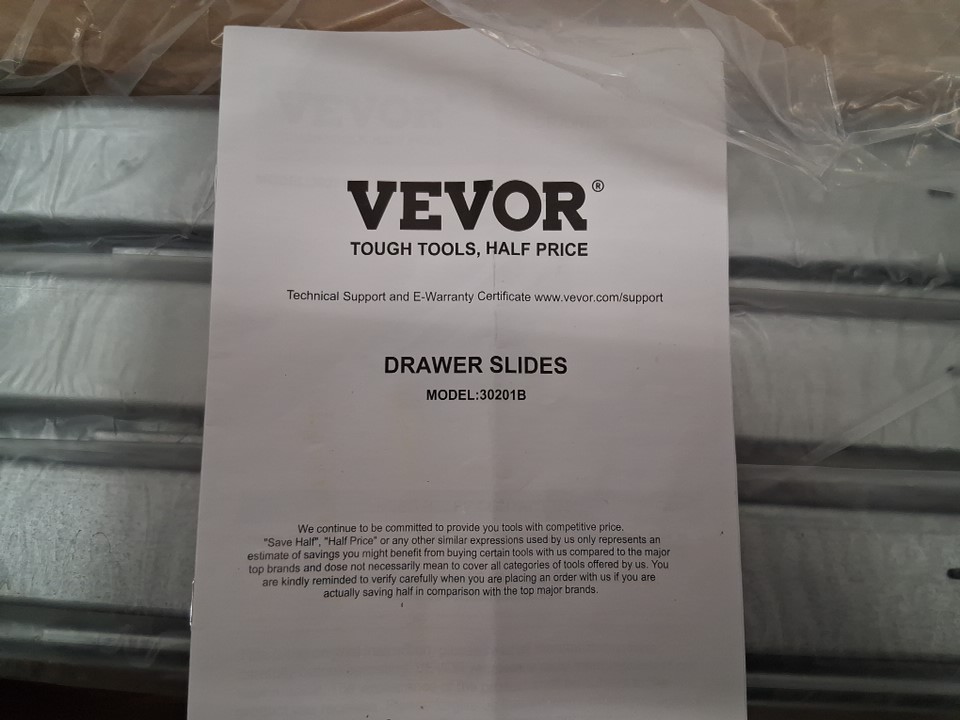 VEVOR®
TOUGH TOOLS, HALF PRICE
Technical Support and E-Warranty Certificate www.vevor.com/support
DRAWER SLIDES
MODEL:30201B
We continue to be committed to provide you tools with competitive price.
"Save Half", "Half Price" or any other similar expressions used by us only represents an
estimate of savings you might benefit from buying certain tools with us compared to the major
top brands and dose not necessarily mean to cover all categories of tools offered by us. You
are kindly reminded to verify carefully when you are placing an order with us if you are
actually saving half in comparison with the top major brands.